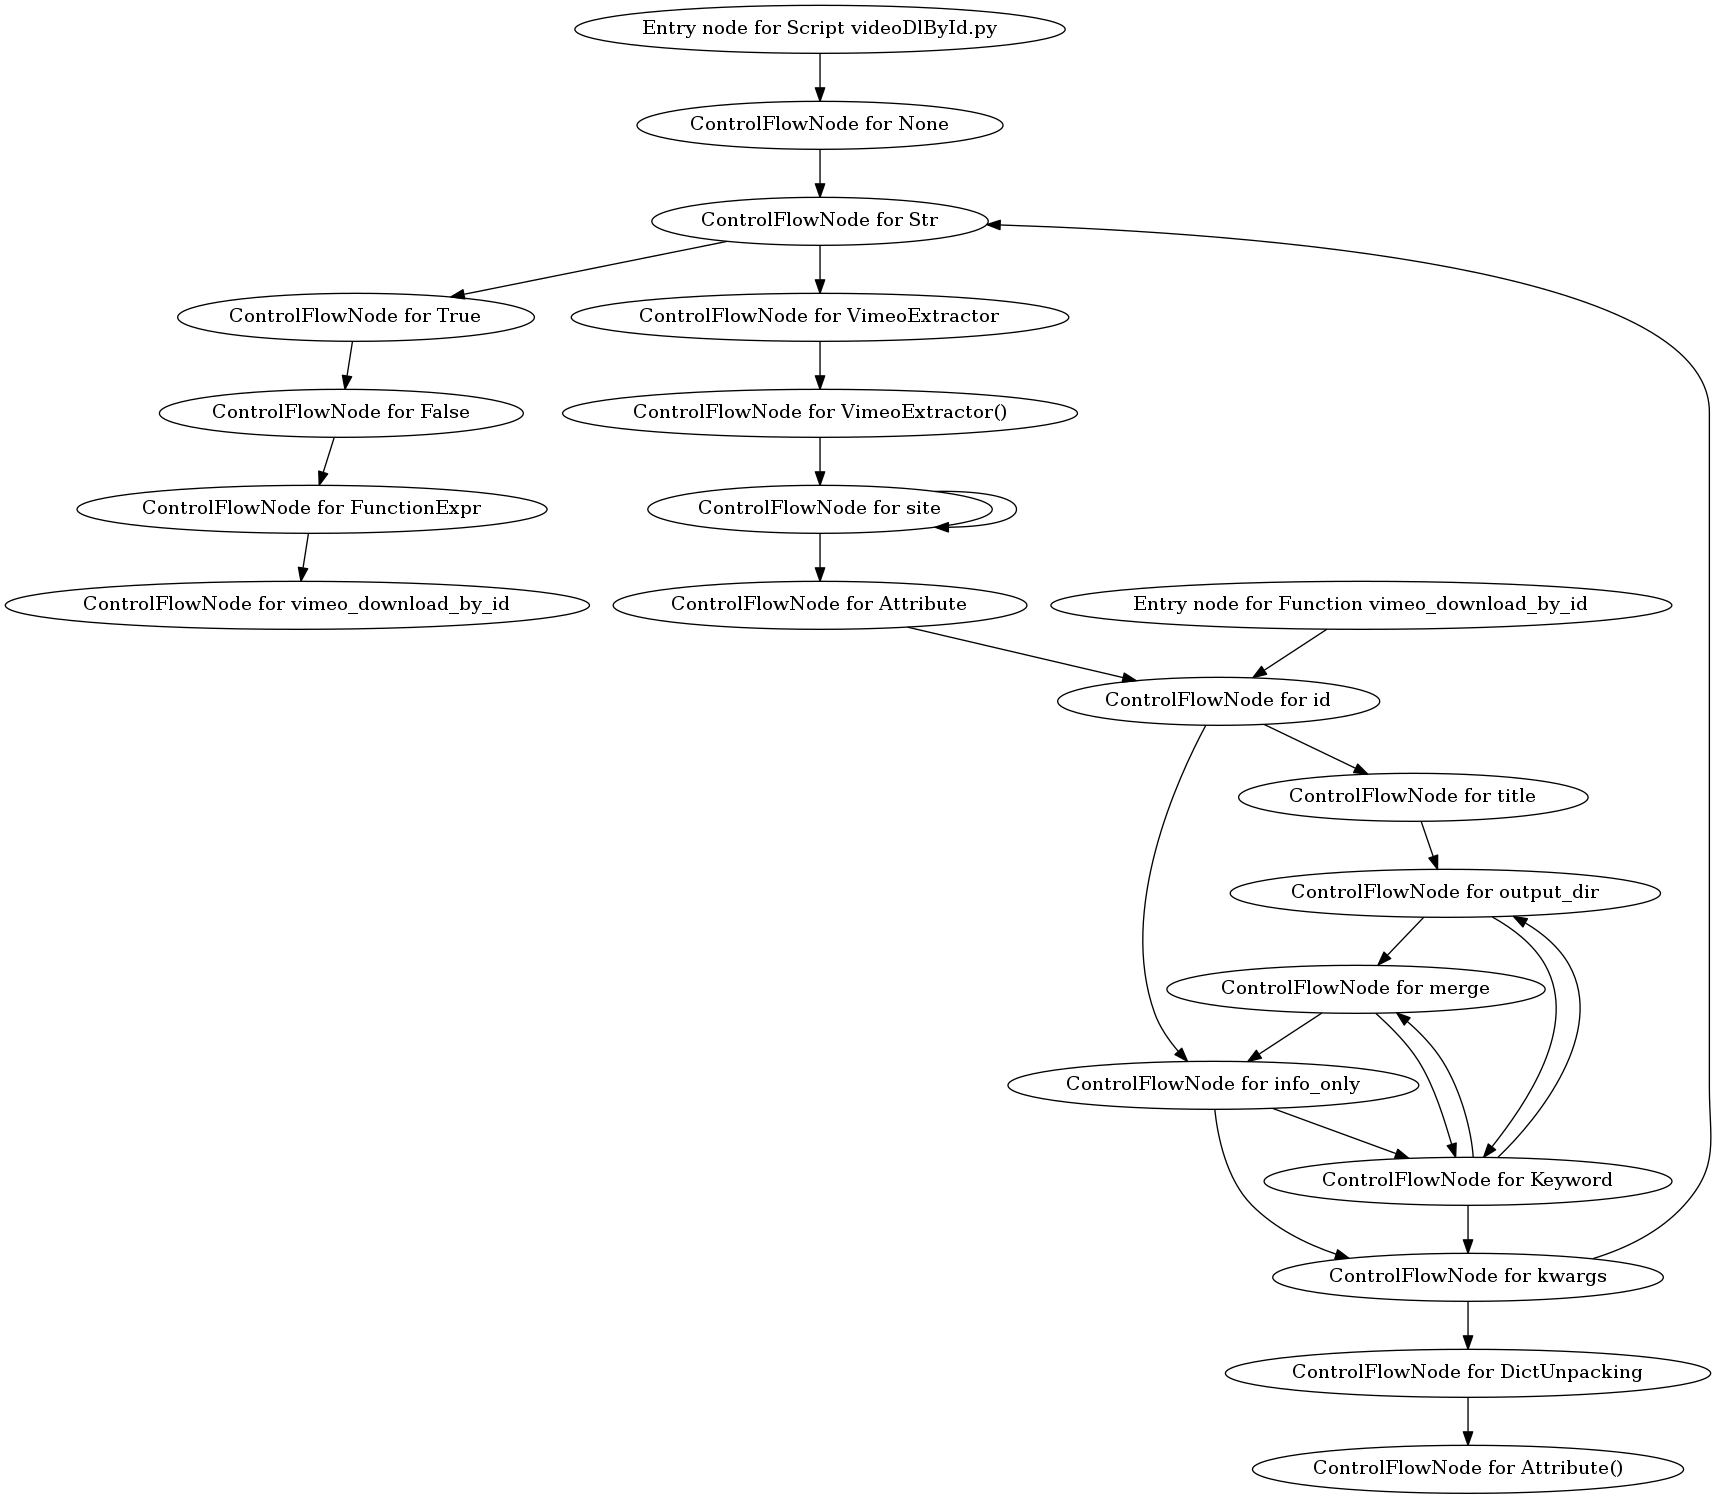 Entry node for Script videoDlById.py
ControlFlowNode for None
ControlFlowNode for Str
ControlFlowNode for True
ControlFlowNode for VimeoExtractor
ControlFlowNode for False
ControlFlowNode for VimeoExtractor()
ControlFlowNode for FunctionExpr
ControlFlowNode for site
ControlFlowNode for vimeo_download_by_id
ControlFlowNode for Attribute
Entry node for Function vimeo_download_by_id
ControlFlowNode for id
ControlFlowNode for title
ControlFlowNode for output_dir
ControlFlowNode for merge
ControlFlowNode for info_only
ControlFlowNode for Keyword
ControlFlowNode for kwargs
ControlFlowNode for DictUnpacking
ControlFlowNode for Attribute()